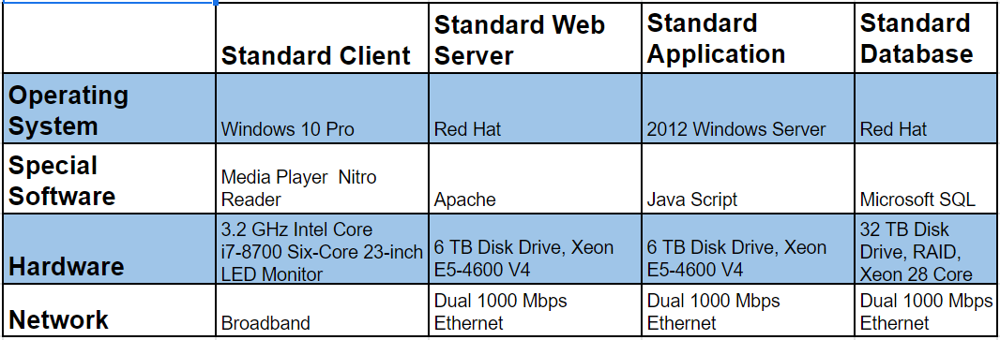 Standard Client
Standard Web
Server
Standard
Application
Standard
Database
Operating
System
Windows 10 Pro
Red Hat
2012 Windows Server
Red Hat
Special
Software
Media Player  Nitro
Reader
Apache
Java Script
Microsoft SQL
Hardware
3.2 GHz Intel Core
i7-8700 Six-Core 23-inch
LED Monitor
6 TB Disk Drive, Xeon
E5-4600 V4
6 TB Disk Drive, Xeon
E5-4600 V4
32 TB Disk
Drive, RAID,
Xeon 28 Core
Network
Broadband
Dual 1000 Mbps
Ethernet
Dual 1000 Mbps
Ethernet
Dual 1000 Mbps
Ethernet